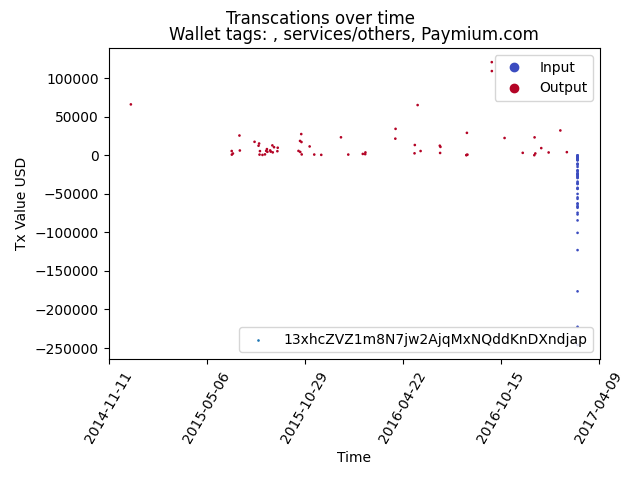 Transcations over time
Wallet tags: , services/others, Paymium.com
Input
Output
100000
50000
0
−50000
−100000
−150000
−200000
−250000
Tx Value USD
13xhcZVZ1m8N7jw2AjqMxNQddKnDXndjap
2014-11-11
2015-05-06
2015-10-29
2016-04-22
2016-10-15
2017-04-09
Time